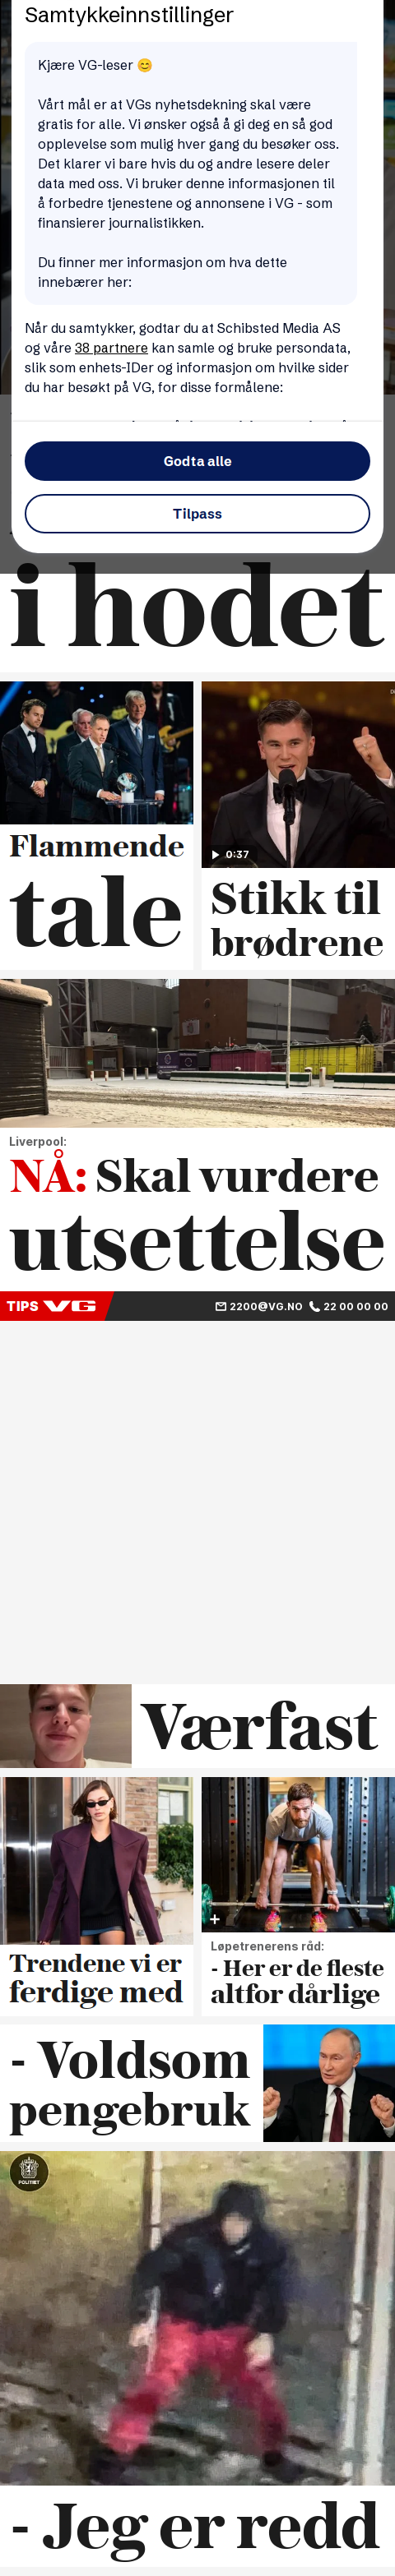 Samtykkeinnstillinger
Kjære VG-leser 😊
Vårt mål er at VGs nyhetsdekning skal være
gratis for alle. Vi ønsker også å gi deg en så god
opplevelse som mulig hver gang du besøker oss.
Det klarer vi bare hvis du og andre lesere deler
data med oss. Vi bruker denne informasjonen til
å forbedre tjenestene og annonsene i VG - som
finansierer journalistikken.
Du finner mer informasjon om hva dette
innebærer her:
Når du samtykker, godtar du at Schibsted Media AS
og våre 38 partnere kan samle og bruke persondata,
slik som enhets-IDer og informasjon om hvilke sider
du har besøkt på VG, for disse formålene:
Godta alle
Tilpass
i hodet
Flammende
tale
0:37
Stikk til
brødrene
Liverpool:
NÅ: Skal vurdere
utsettelse
TIPS VG 2200@VG.NO 22 00 00 00
Værfast
Trendene vi er
ferdige med
Løpetrenerens råd:
- Her er de fleste
altfor dårlige
- Voldsom
pengebruk
POLITIET
- Jeg er redd